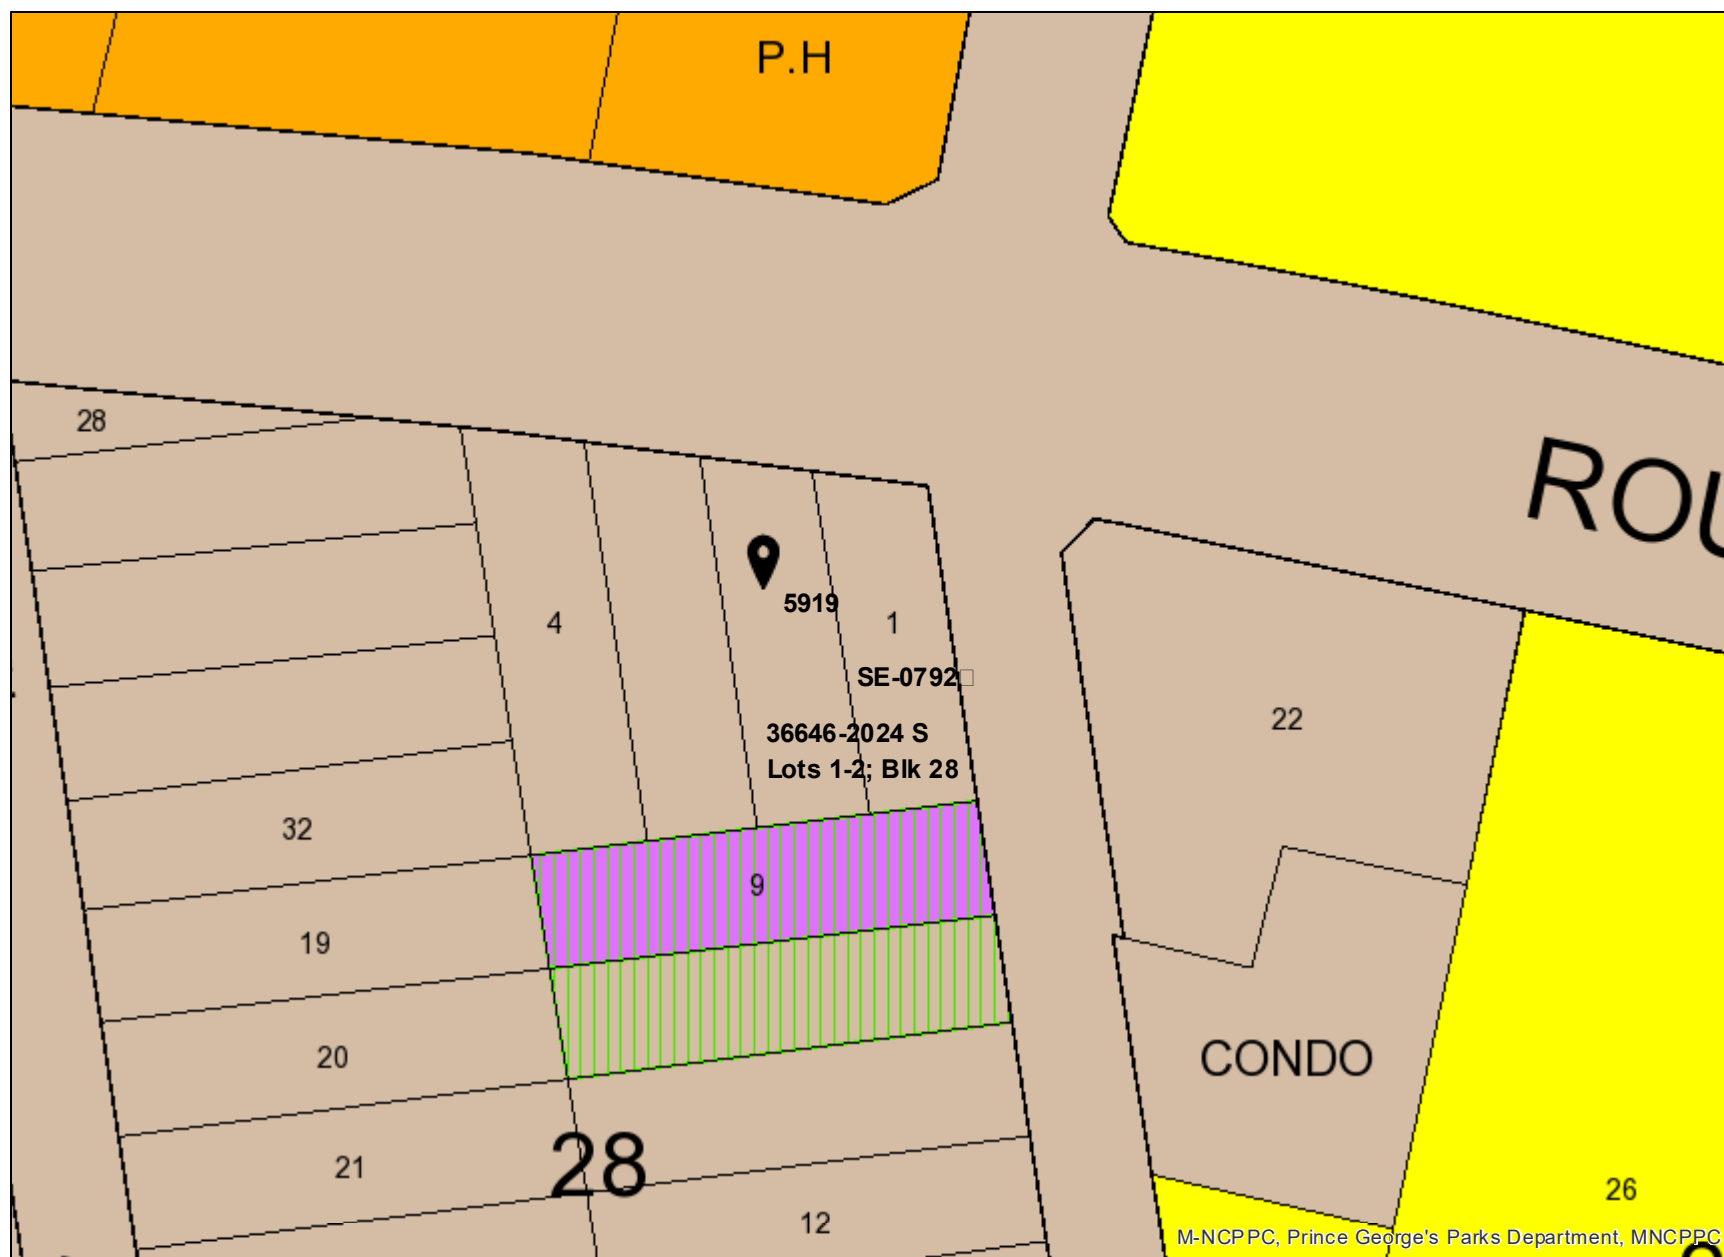 P.H
28
ROU
5919
4
1
SE-0792
22
36646-2024 S
Lots 1-2; Blk 28
32
9
19
20
CONDO
28
21
26
12
M-NCPPC, Prince George's Parks Department, MNCPPC